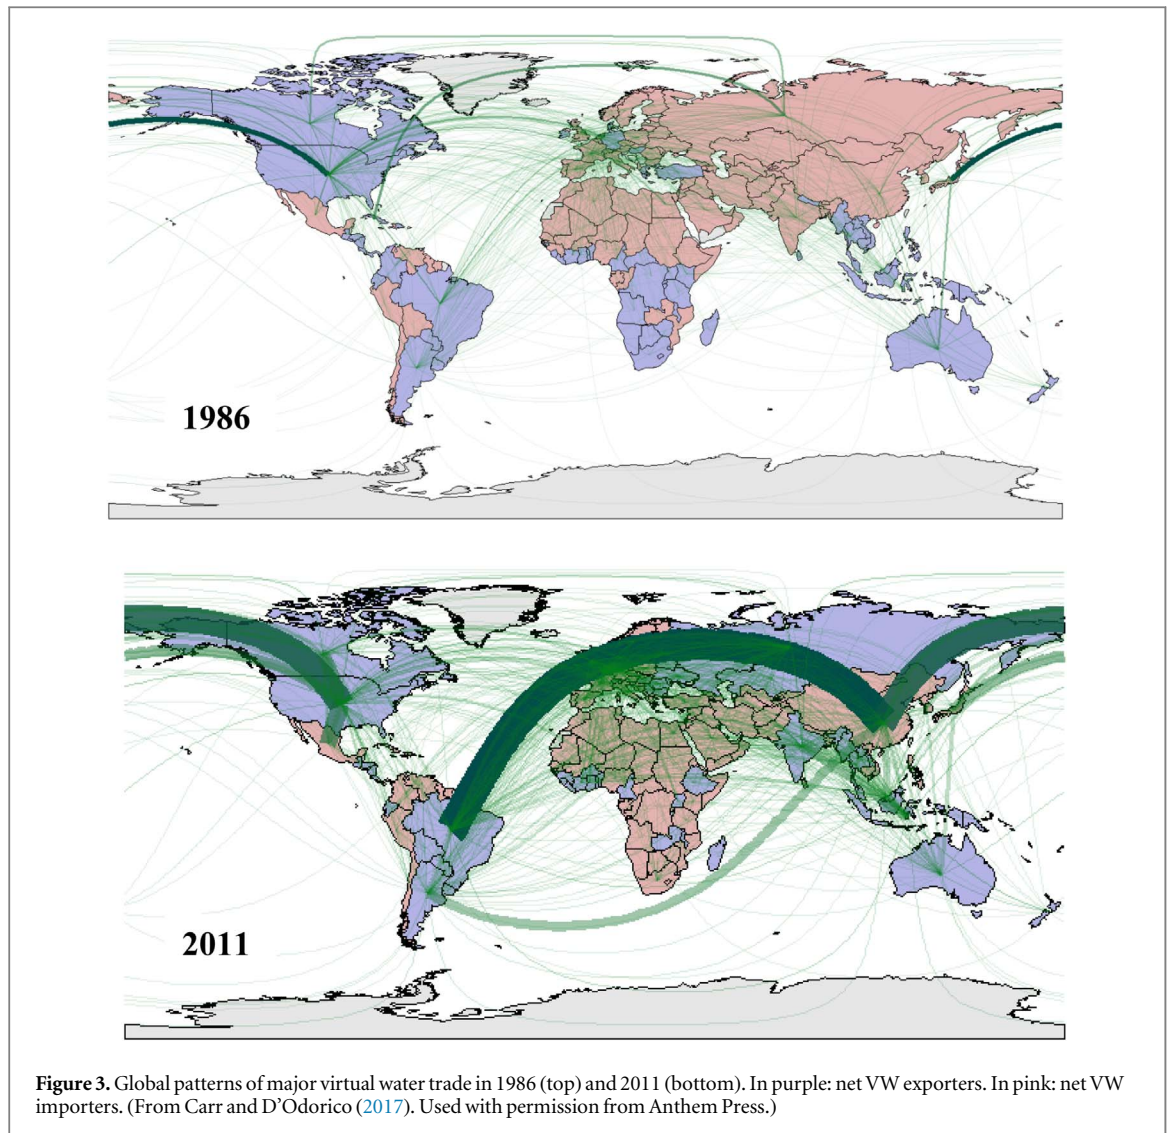 1986
2011
Figure 3. Global patterns of major virtual water trade in 1986 (top) and 2011 (bottom). In purple: net VW exporters. In pink: net VW
importers. (From Carr and D’Odorico (2017). Used with permission from Anthem Press.)